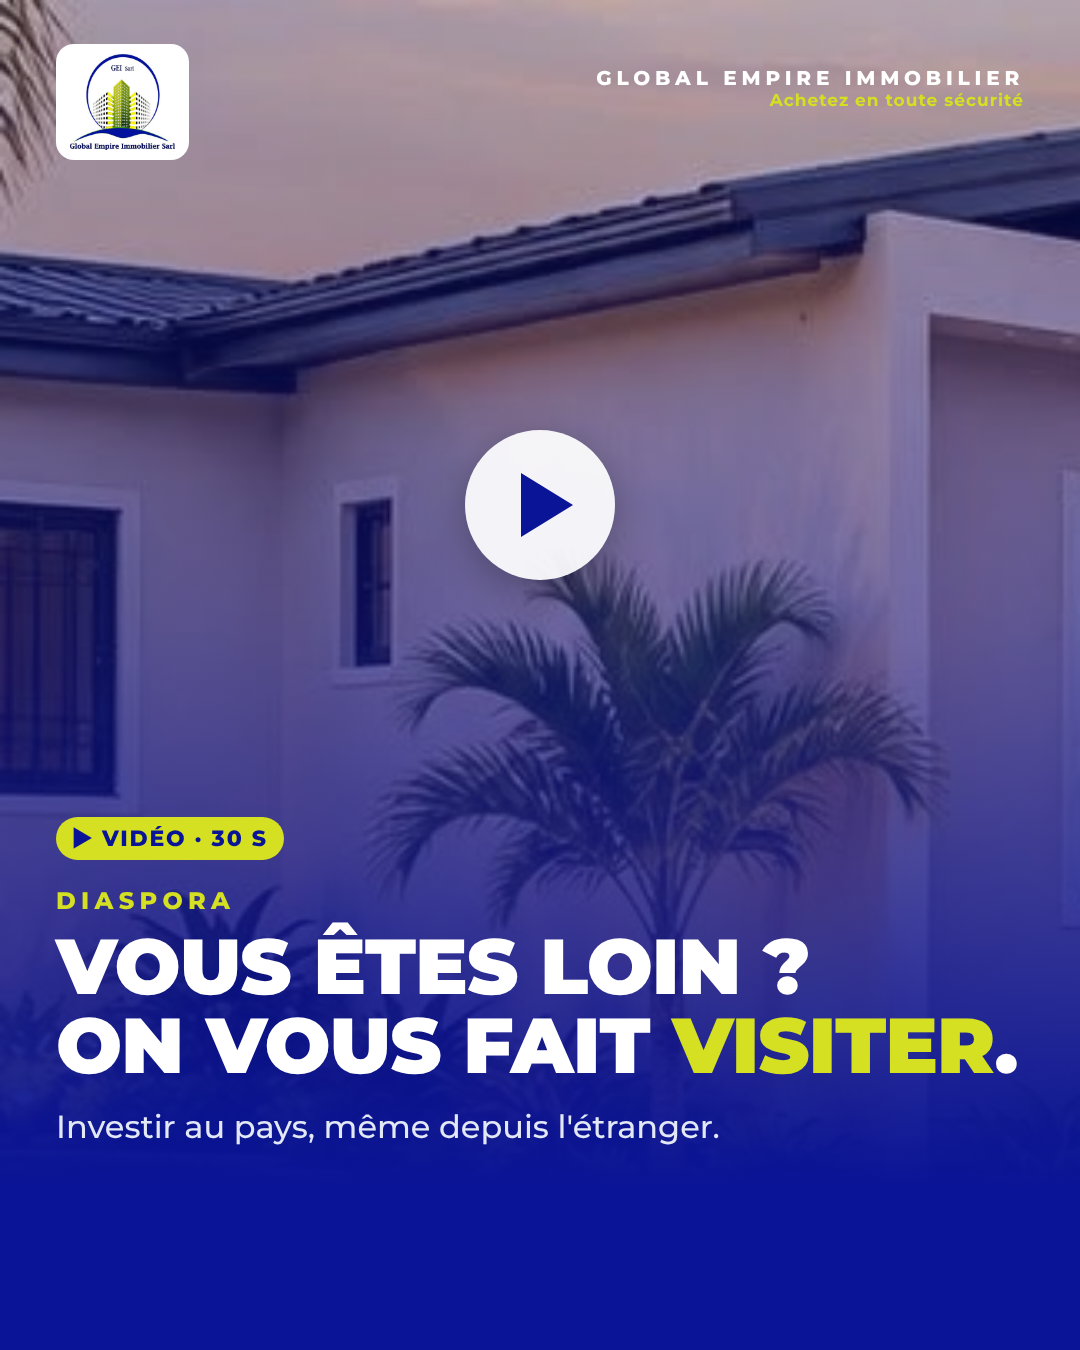 GEI Sarl
Global Empire Immobilier Sarl
GLOBAL EMPIRE IMMOBILIER
Achetez en toute sécurité
VIDÉO · 30 S
DIASPORA
VOUS ÊTES LOIN ?
ON VOUS FAIT VISITER.
Investir au pays, même depuis l'étranger.